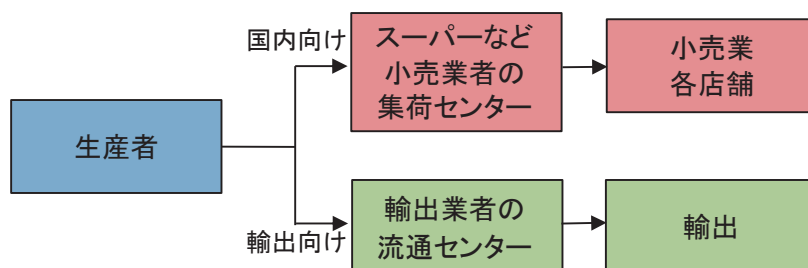 国内向け
スーパーなど
小売業者の
集荷センター
小売業
各店舗
生産者
輸出向け
輸出業者の
流通センター
輸出